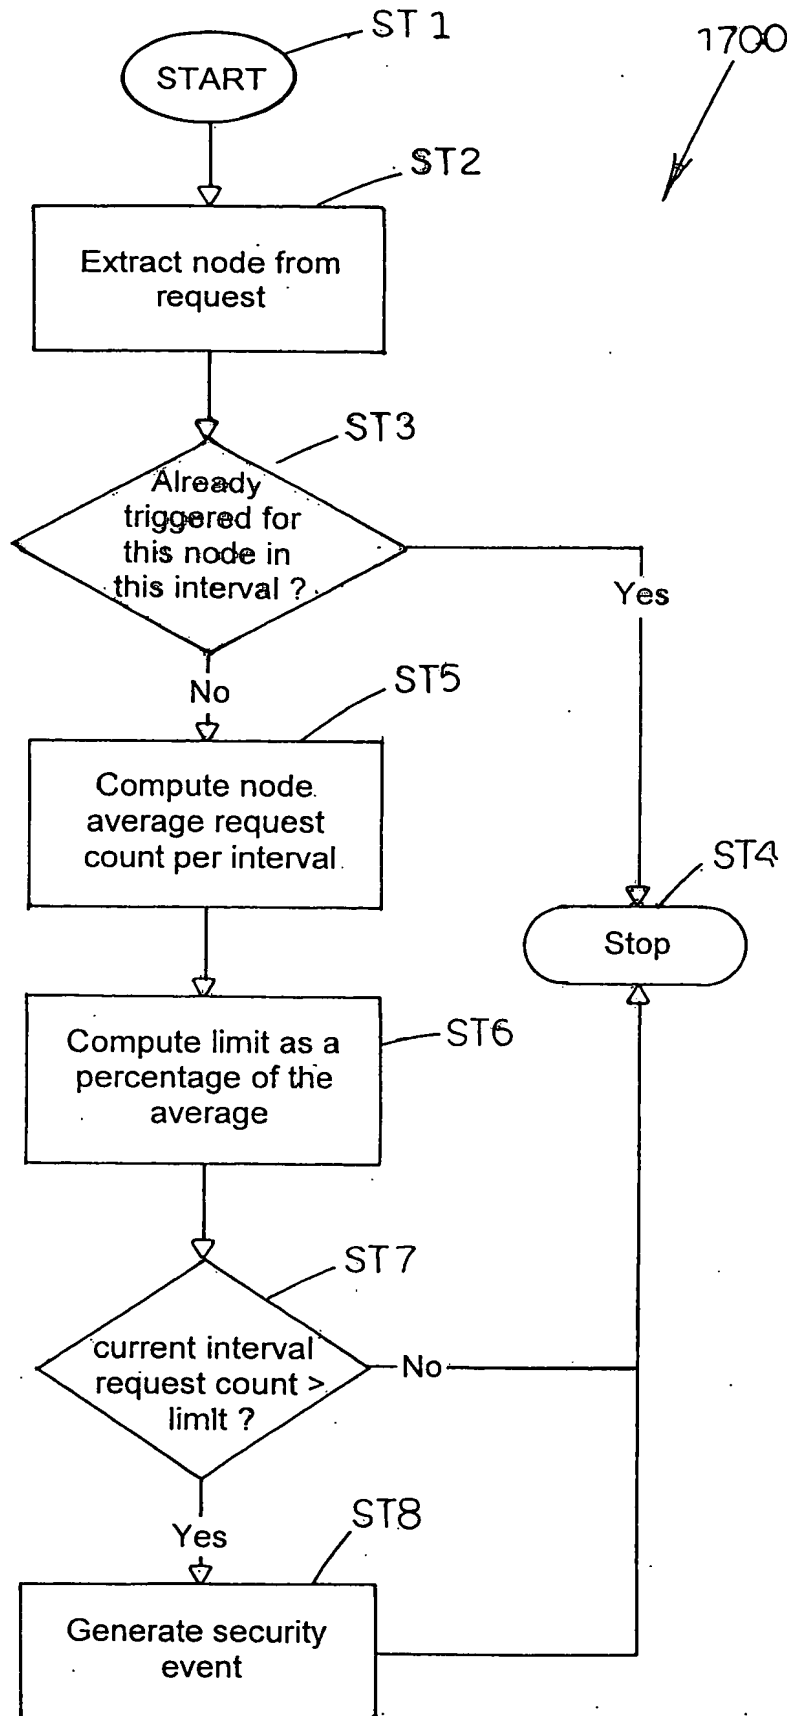 ST 1
1700
START
ST2
Extract node from
request
ST3
Already
triggered for
this node in
this interval ?
Yes
No
ST5
Compute node
average request
count per interval
ST4
Stop
ST6
Compute limit as a
percentage of the
average
ST7
current interval
request count >
limit ?
No
Yes
ST8
Generate security
event